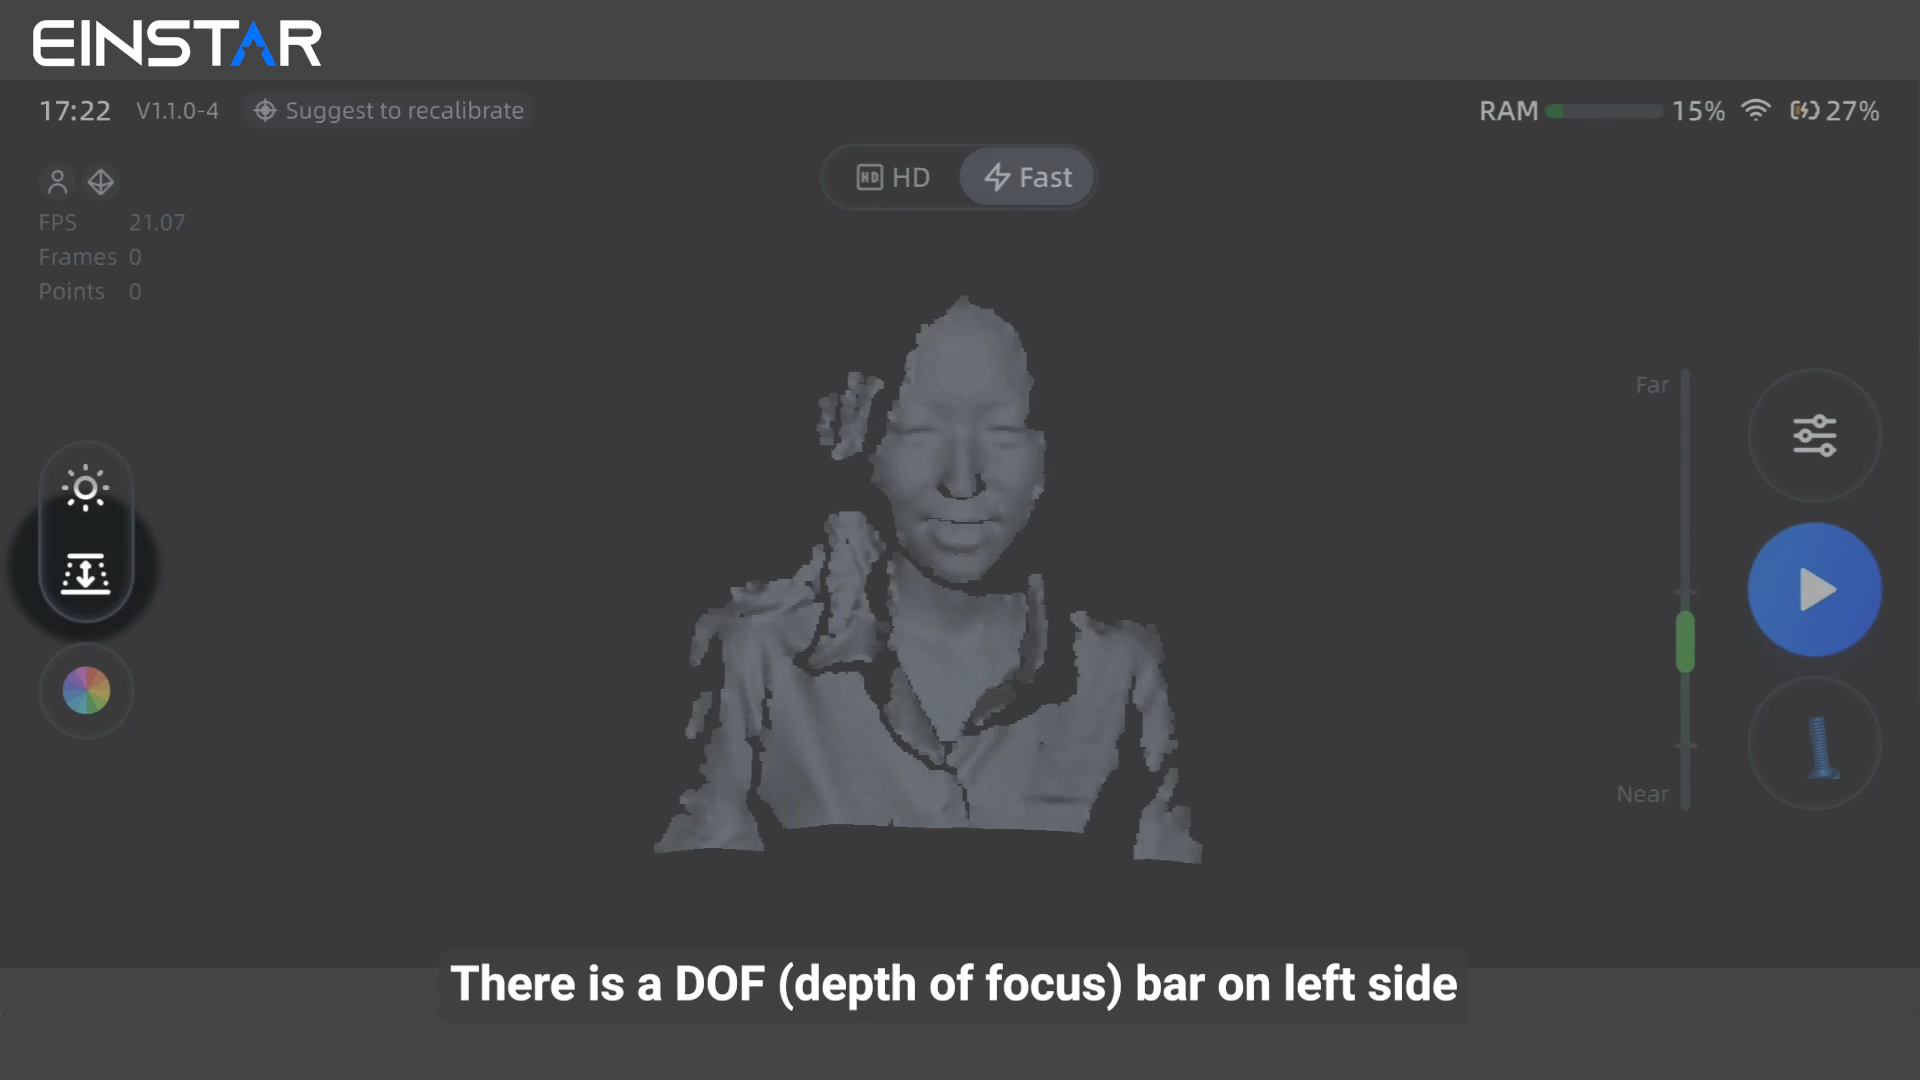 EINSTAR
17:22 V1.1.0-4 Suggest to recalibrate
RAM 15% 27%
HD HD Fast
FPS 21.07
Frames 0
Points 0
Far
Near
There is a DOF (depth of focus) bar on left side